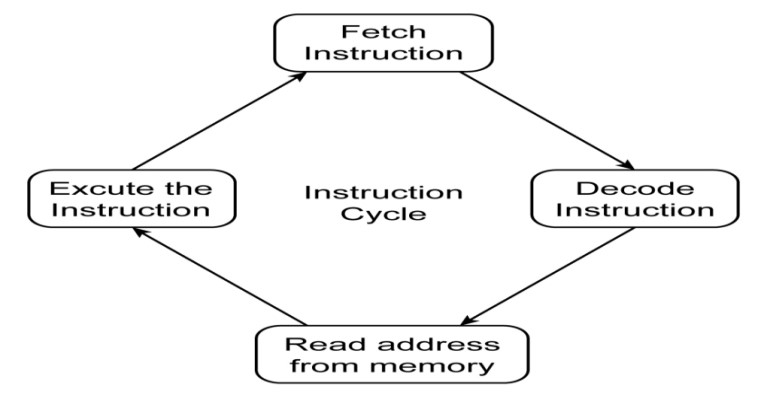 Fetch
Instruction
Excute the
Instruction
Instruction
Cycle
Decode
Instruction
Read address
from memory